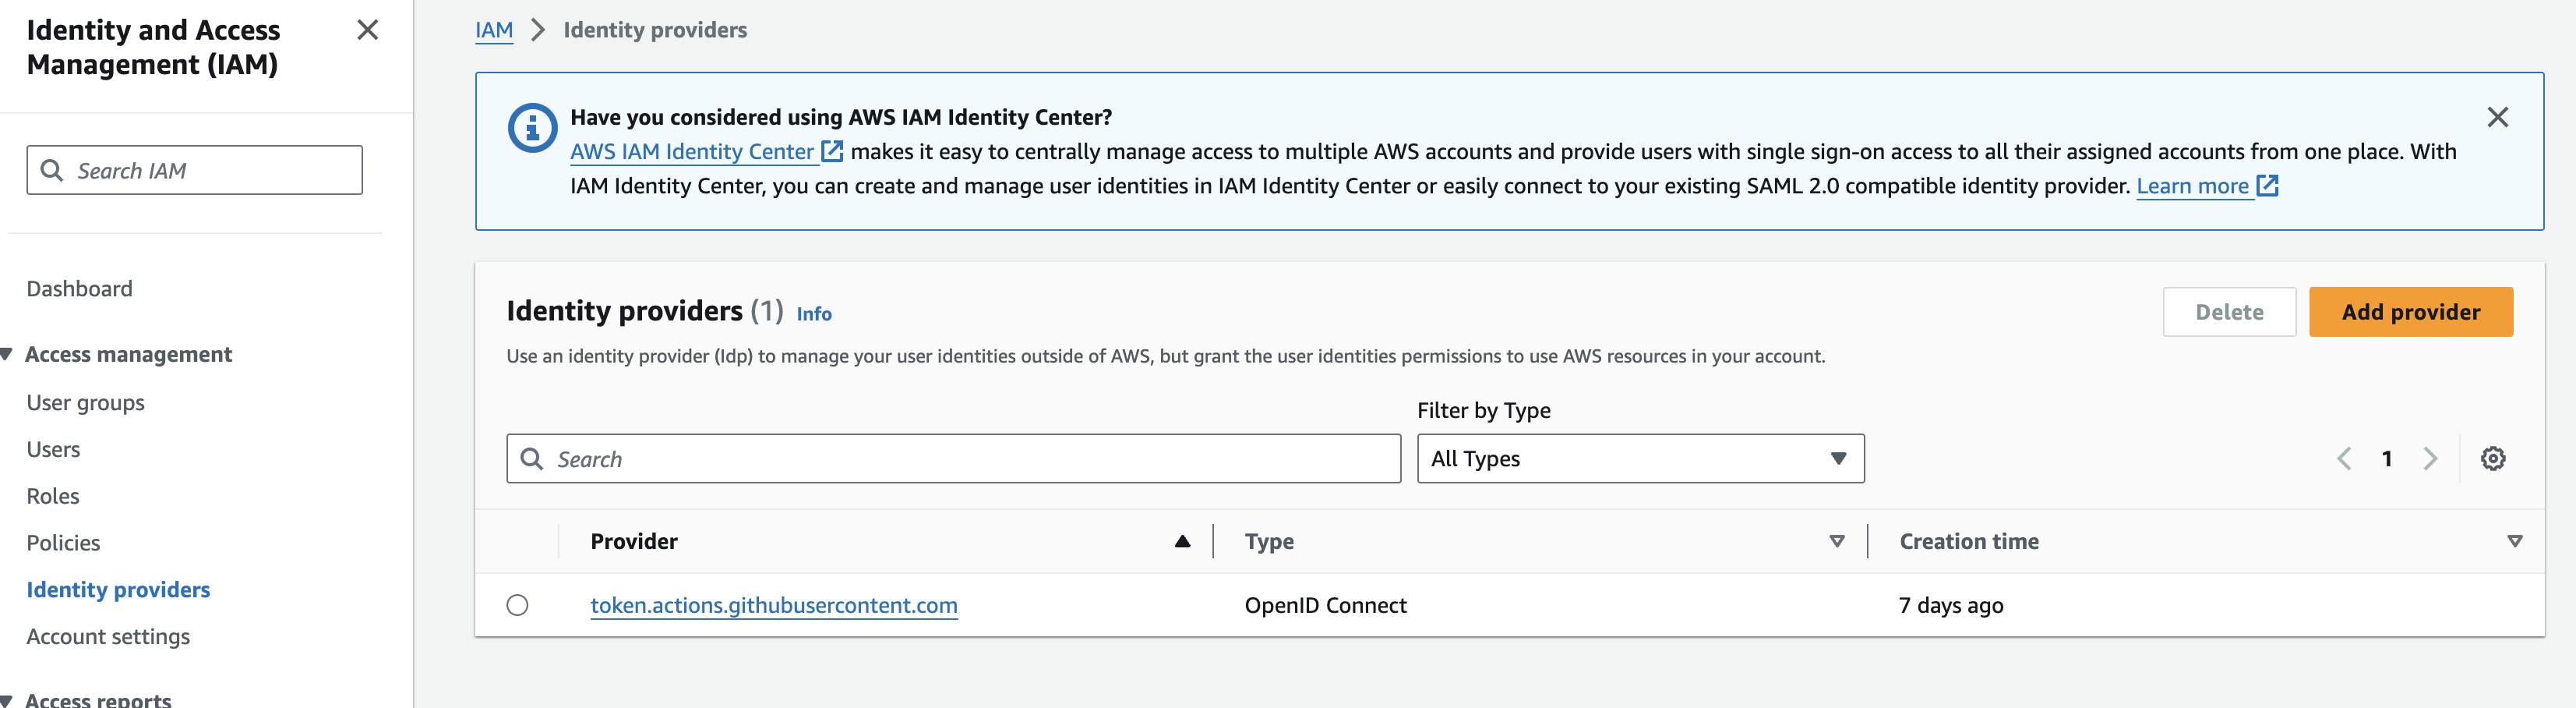 Identity and Access
Management (IAM)
Search IAM
Dashboard
Access management
User groups
Users
Roles
Policies
Identity providers
Account settings
Access reports
IAM > Identity providers
Have you considered using AWS IAM Identity Center?
AWS IAM Identity Center makes it easy to centrally manage access to multiple AWS accounts and provide users with single sign-on access to all their assigned accounts from one place. With
IAM Identity Center, you can create and manage user identities in IAM Identity Center or easily connect to your existing SAML 2.0 compatible identity provider. Learn more
Identity providers (1) Info
Delete
Add provider
Use an identity provider (Idp) to manage your user identities outside of AWS, but grant the user identities permissions to use AWS resources in your account.
Filter by Type
Search
All Types
1
Provider Type Creation time
token.actions.githubusercontent.com OpenID Connect 7 days ago